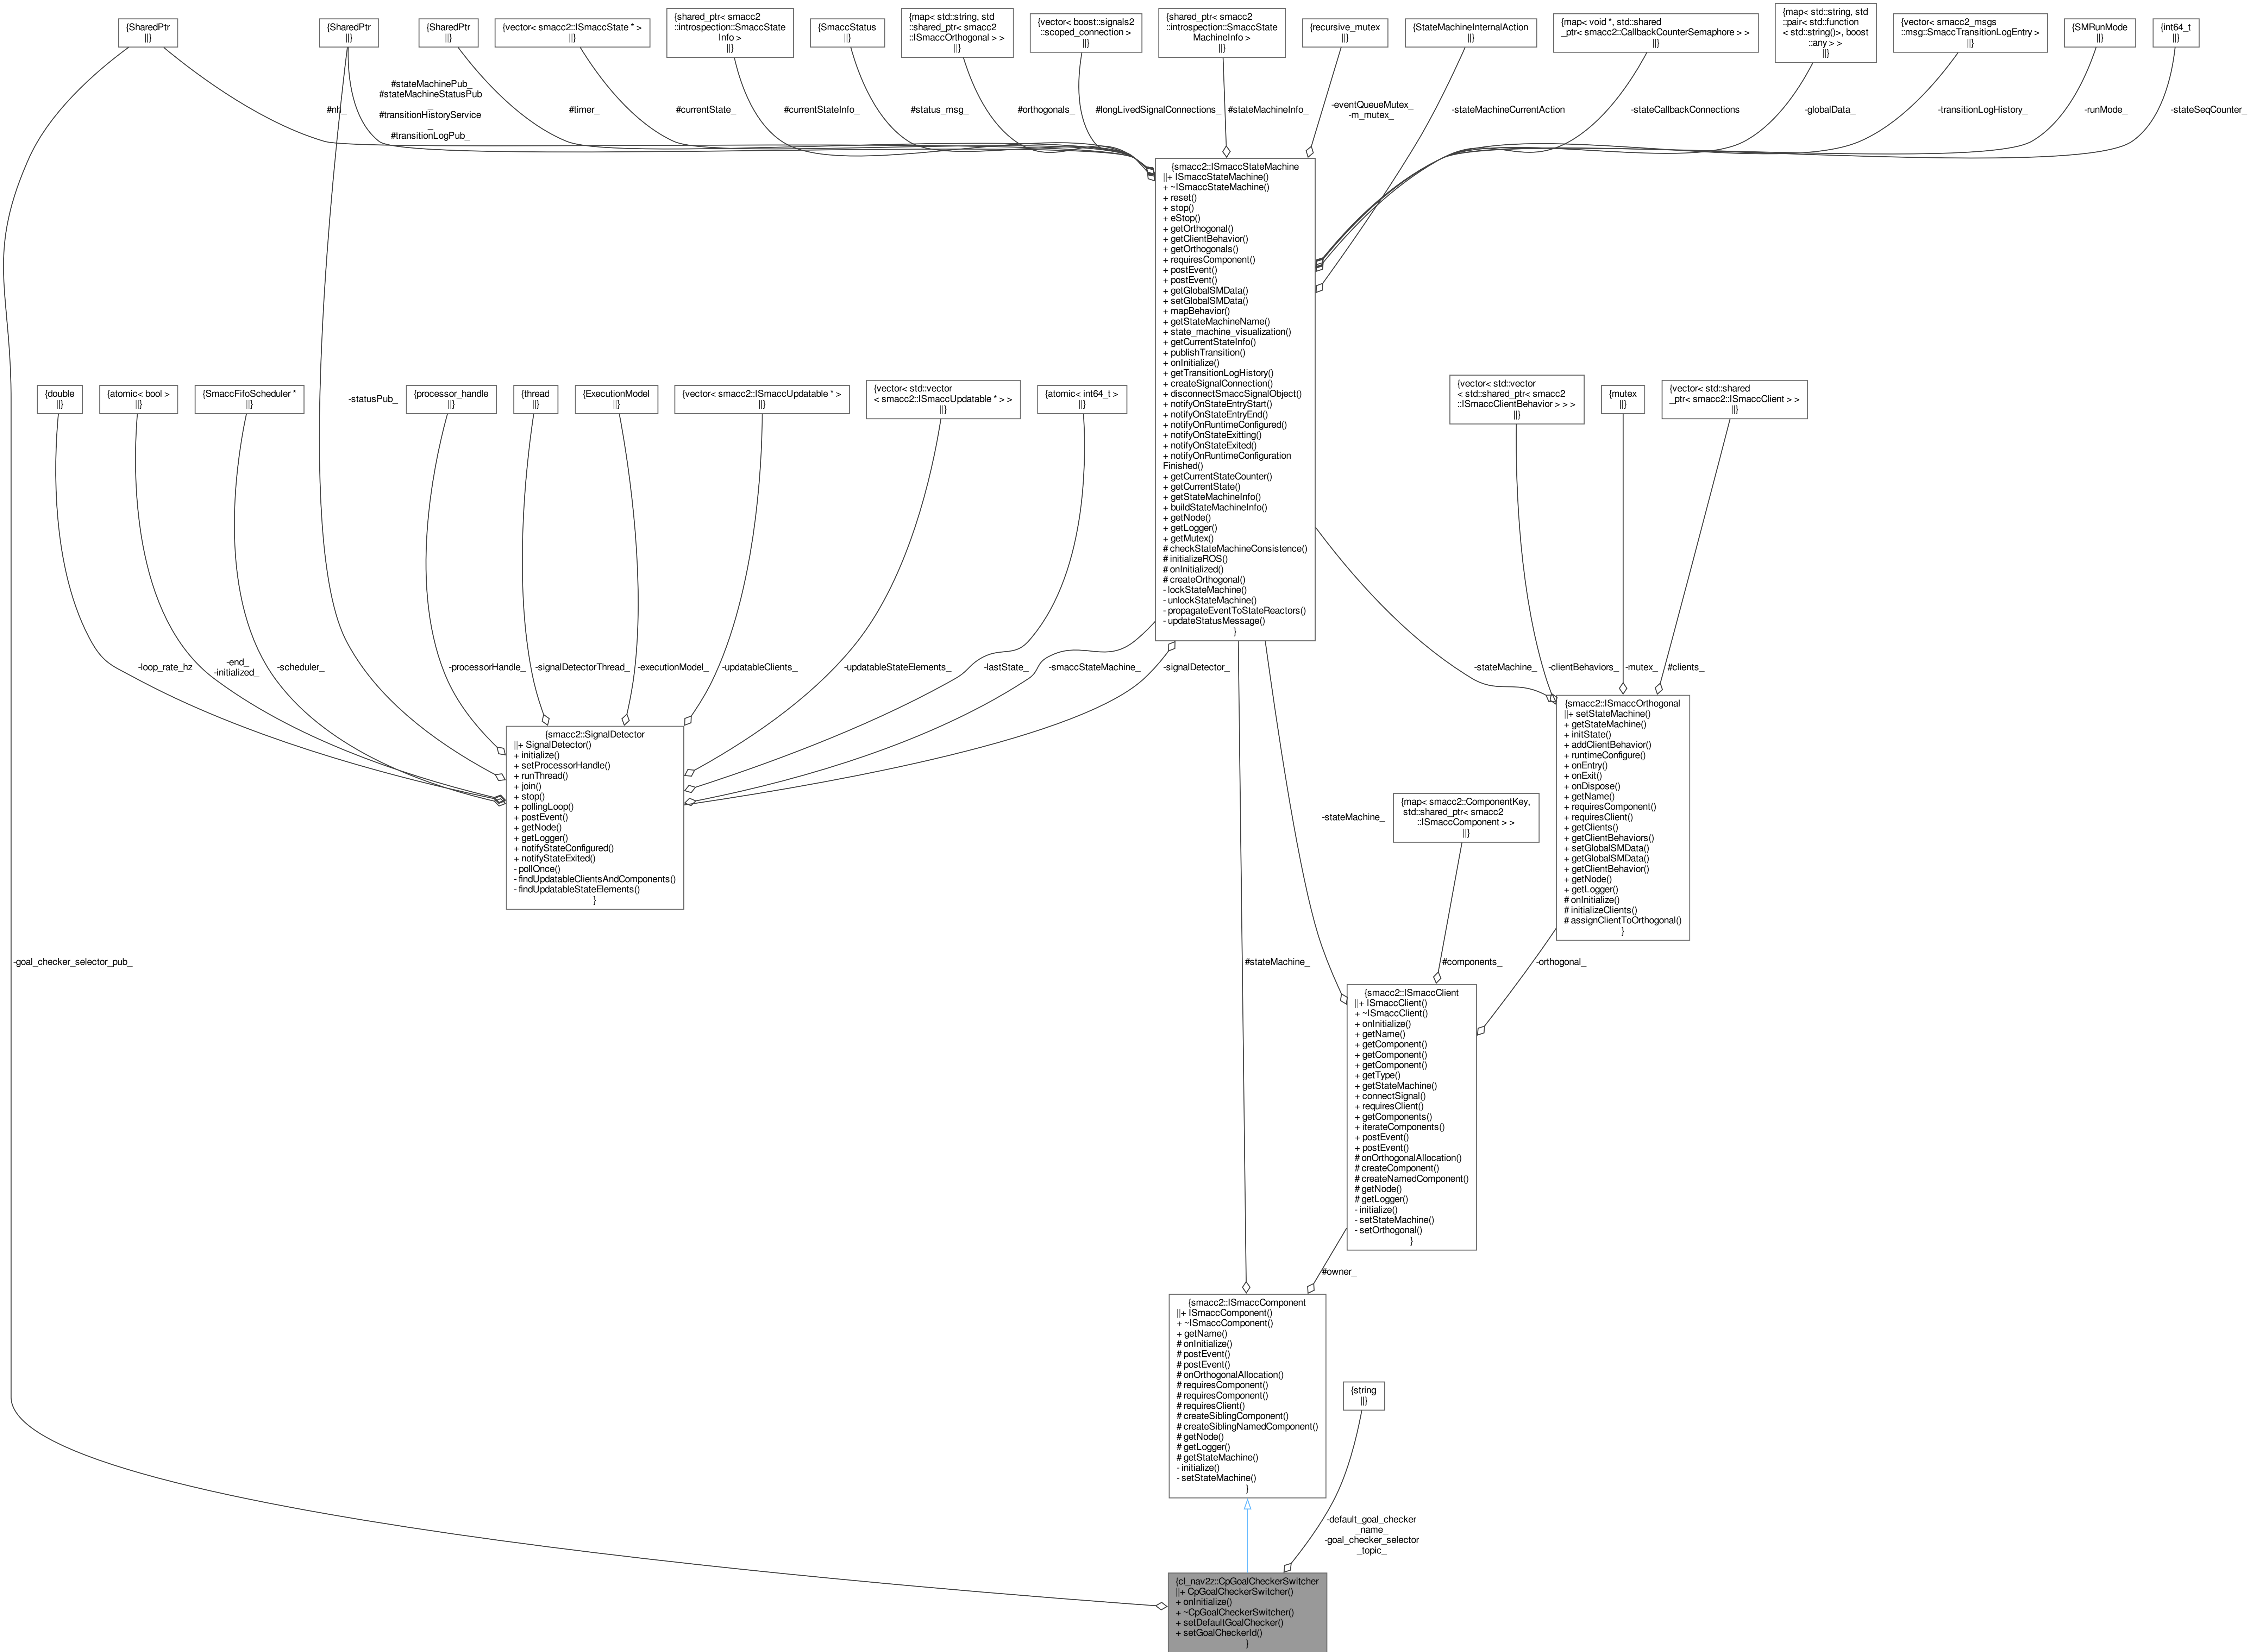 {SharedPtr
||}
{SharedPtr
||}
{SharedPtr
||}
{vector< smacc2::ISmaccState * >
||}
{shared_ptr< smacc2
::introspection::SmaccState
Info >
||}
{SmaccStatus
||}
{map< std::string, std
::shared_ptr< smacc2
::ISmaccOrthogonal > >
||}
{vector< boost::signals2
::scoped_connection >
||}
{shared_ptr< smacc2
::introspection::SmaccState
MachineInfo >
||}
{recursive_mutex
||}
{StateMachineInternalAction
||}
{map< void *, std::shared
_ptr< smacc2::CallbackCounterSemaphore > >
||}
{map< std::string, std
::pair< std::function
< std::string()>, boost
::any > >
||}
{vector< smacc2_msgs
::msg::SmaccTransitionLogEntry >
||}
{SMRunMode
||}
{int64_t
||}
#nh_
#stateMachinePub_
#stateMachineStatusPub
_
#transitionHistoryService
_
#transitionLogPub_
#timer_
#currentState_
#currentStateInfo_
#status_msg_
#orthogonals_
#longLivedSignalConnections_
#stateMachineInfo_
-eventQueueMutex_
-m_mutex_
-stateMachineCurrentAction
-stateCallbackConnections
-globalData_
-transitionLogHistory_
-runMode_
-stateSeqCounter_
{smacc2::ISmaccStateMachine
||+ ISmaccStateMachine()
+ ~ISmaccStateMachine()
+ reset()
+ stop()
+ eStop()
+ getOrthogonal()
+ getClientBehavior()
+ getOrthogonals()
+ requiresComponent()
+ postEvent()
+ postEvent()
+ getGlobalSMData()
+ setGlobalSMData()
+ mapBehavior()
+ getStateMachineName()
+ state_machine_visualization()
+ getCurrentStateInfo()
+ publishTransition()
+ onInitialize()
+ getTransitionLogHistory()
+ createSignalConnection()
+ disconnectSmaccSignalObject()
+ notifyOnStateEntryStart()
+ notifyOnStateEntryEnd()
+ notifyOnRuntimeConfigured()
+ notifyOnStateExitting()
+ notifyOnStateExited()
+ notifyOnRuntimeConfiguration
Finished()
+ getCurrentStateCounter()
+ getCurrentState()
+ getStateMachineInfo()
+ buildStateMachineInfo()
+ getNode()
+ getLogger()
+ getMutex()
# checkStateMachineConsistence()
# initializeROS()
# onInitialized()
# createOrthogonal()
- lockStateMachine()
- unlockStateMachine()
- propagateEventToStateReactors()
- updateStatusMessage()
}
{double
||}
{atomic< bool >
||}
{SmaccFifoScheduler *
||}
-statusPub_
{processor_handle
||}
{thread
||}
{ExecutionModel
||}
{vector< smacc2::ISmaccUpdatable * >
||}
{vector< std::vector
< smacc2::ISmaccUpdatable * > >
||}
{atomic< int64_t >
||}
{vector< std::vector
< std::shared_ptr< smacc2
::ISmaccClientBehavior > > >
||}
{mutex
||}
{vector< std::shared
_ptr< smacc2::ISmaccClient > >
||}
-loop_rate_hz
-end_
-initialized_
-scheduler_
-processorHandle_
-signalDetectorThread_
-executionModel_
-updatableClients_
-updatableStateElements_
-lastState_
-smaccStateMachine_
-signalDetector_
-stateMachine_
-clientBehaviors_
-mutex_
#clients_
{smacc2::SignalDetector
||+ SignalDetector()
+ initialize()
+ setProcessorHandle()
+ runThread()
+ join()
+ stop()
+ pollingLoop()
+ postEvent()
+ getNode()
+ getLogger()
+ notifyStateConfigured()
+ notifyStateExited()
- pollOnce()
- findUpdatableClientsAndComponents()
- findUpdatableStateElements()
}
{smacc2::ISmaccOrthogonal
||+ setStateMachine()
+ getStateMachine()
+ initState()
+ addClientBehavior()
+ runtimeConfigure()
+ onEntry()
+ onExit()
+ onDispose()
+ getName()
+ requiresComponent()
+ requiresClient()
+ getClients()
+ getClientBehaviors()
+ setGlobalSMData()
+ getGlobalSMData()
+ getClientBehavior()
+ getNode()
+ getLogger()
# onInitialize()
# initializeClients()
# assignClientToOrthogonal()
}
-stateMachine_
{map< smacc2::ComponentKey,
std::shared_ptr< smacc2
::ISmaccComponent > >
||}
-goal_checker_selector_pub_
#stateMachine_
#components_
-orthogonal_
{smacc2::ISmaccClient
||+ ISmaccClient()
+ ~ISmaccClient()
+ onInitialize()
+ getName()
+ getComponent()
+ getComponent()
+ getComponent()
+ getType()
+ getStateMachine()
+ connectSignal()
+ requiresClient()
+ getComponents()
+ iterateComponents()
+ postEvent()
+ postEvent()
# onOrthogonalAllocation()
# createComponent()
# createNamedComponent()
# getNode()
# getLogger()
- initialize()
- setStateMachine()
- setOrthogonal()
}
#owner_
{smacc2::ISmaccComponent
||+ ISmaccComponent()
+ ~ISmaccComponent()
+ getName()
# onInitialize()
# postEvent()
# postEvent()
# onOrthogonalAllocation()
# requiresComponent()
# requiresComponent()
# requiresClient()
# createSiblingComponent()
# createSiblingNamedComponent()
# getNode()
# getLogger()
# getStateMachine()
- initialize()
- setStateMachine()
}
{string
||}
-default_goal_checker
_name_
-goal_checker_selector
_topic_
{cl_nav2z::CpGoalCheckerSwitcher
||+ CpGoalCheckerSwitcher()
+ onInitialize()
+ ~CpGoalCheckerSwitcher()
+ setDefaultGoalChecker()
+ setGoalCheckerId()
}